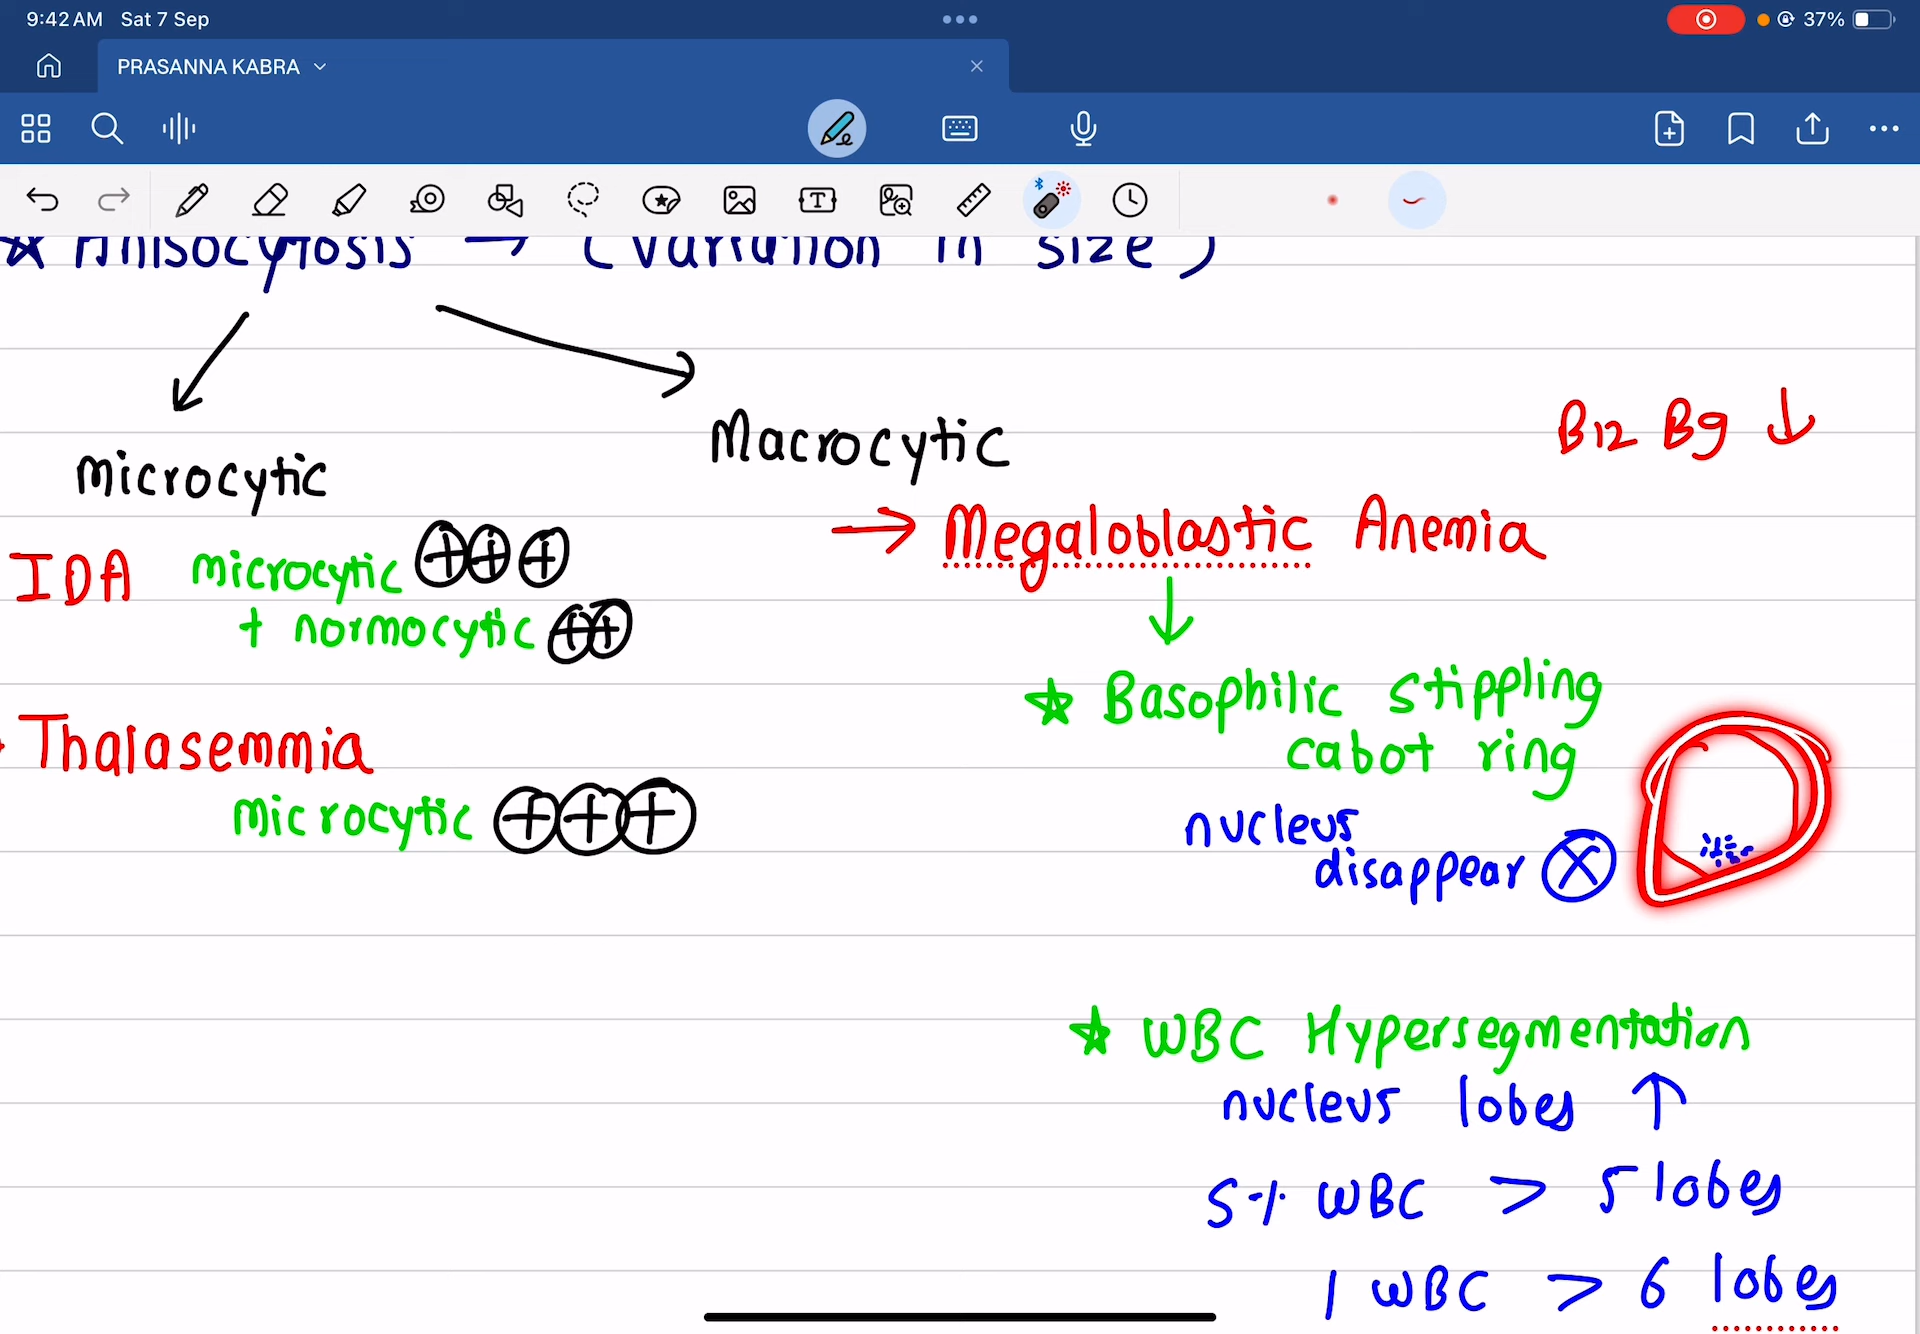 9:42 AM Sat 7 Sep
37%
PRASANNA KABRA
★ Anisocytosis → (variation in size)
microcytic
Macrocytic
B12 B9 ↓
→ Megaloblastic Anemia
IDA microcytic +++
+ normocytic ++
↓
★ Basophilic stippling
cabot ring
Thalasemmia
microcytic +++
nucleus
disappear X
★ WBC Hypersegmentation
nucleus lobes ↑
5% WBC > 5 lobes
1 WBC > 6 lobes